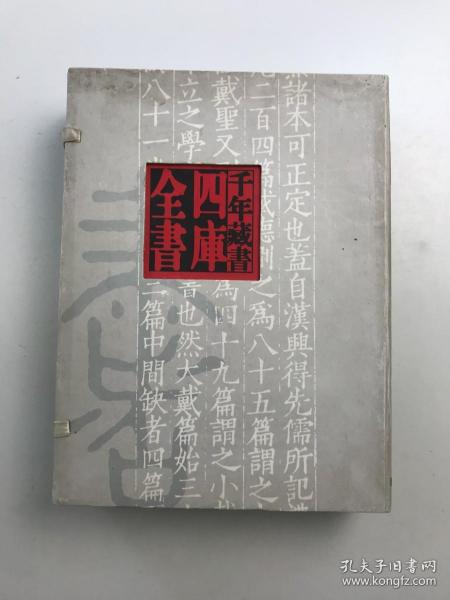 千年藏書
四庫
全書
諸本可正定也蓋自漢興得先儒所記
二百四篇戴德刪之為八十五篇謂之
戴聖又
為四十九篇謂之小戴
立之學
音也然大戴篇始三
八十一
三篇中間缺者四篇
孔夫子旧书网
www.kongfz.com